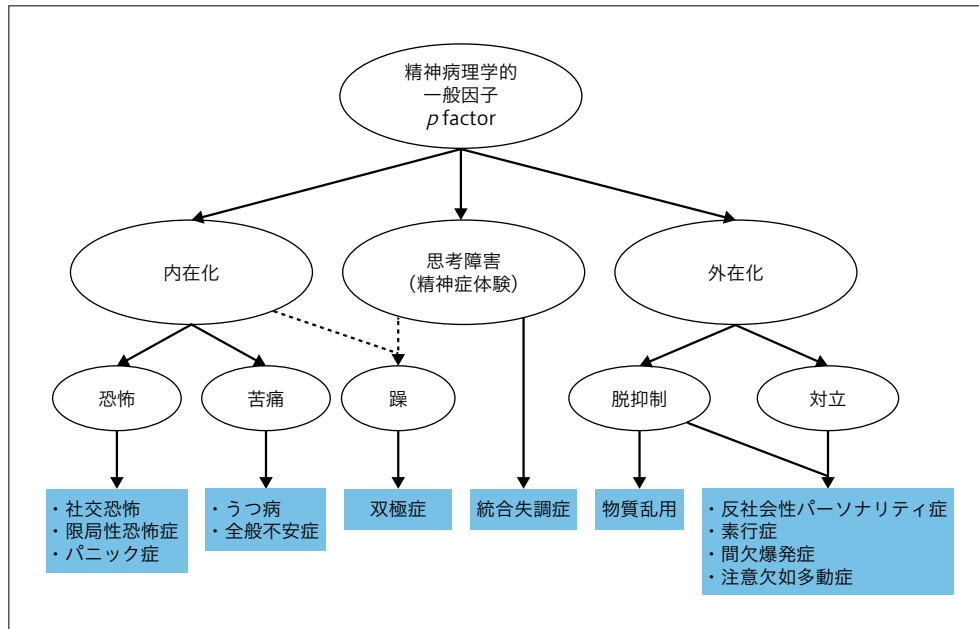 精神病理学的
一般因子
p factor
内在化
思考障害
（精神症体験）
外在化
恐怖
苦痛
躁
脱抑制
対立
・社交恐怖
・限局性恐怖症
・パニック症
・うつ病
・全般不安症
双極症
統合失調症
物質乱用
・反社会性パーソナリティ症
・素行症
・間欠爆発症
・注意欠如多動症